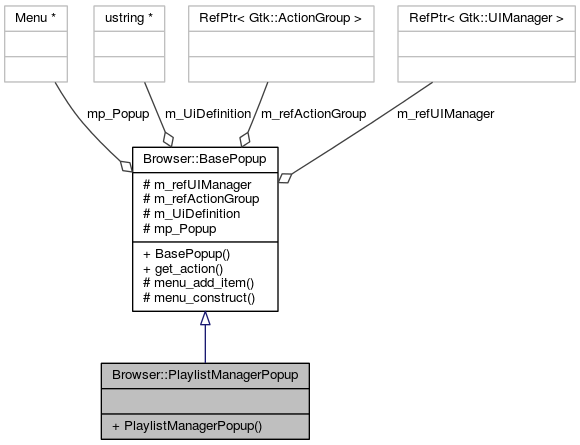 Menu *
ustring *
RefPtr< Gtk::ActionGroup >
RefPtr< Gtk::UIManager >
mp_Popup
m_UiDefinition
m_refActionGroup
m_refUIManager
Browser::BasePopup
# m_refUIManager
# m_refActionGroup
# m_UiDefinition
# mp_Popup
+ BasePopup()
+ get_action()
# menu_add_item()
# menu_construct()
Browser::PlaylistManagerPopup
+ PlaylistManagerPopup()